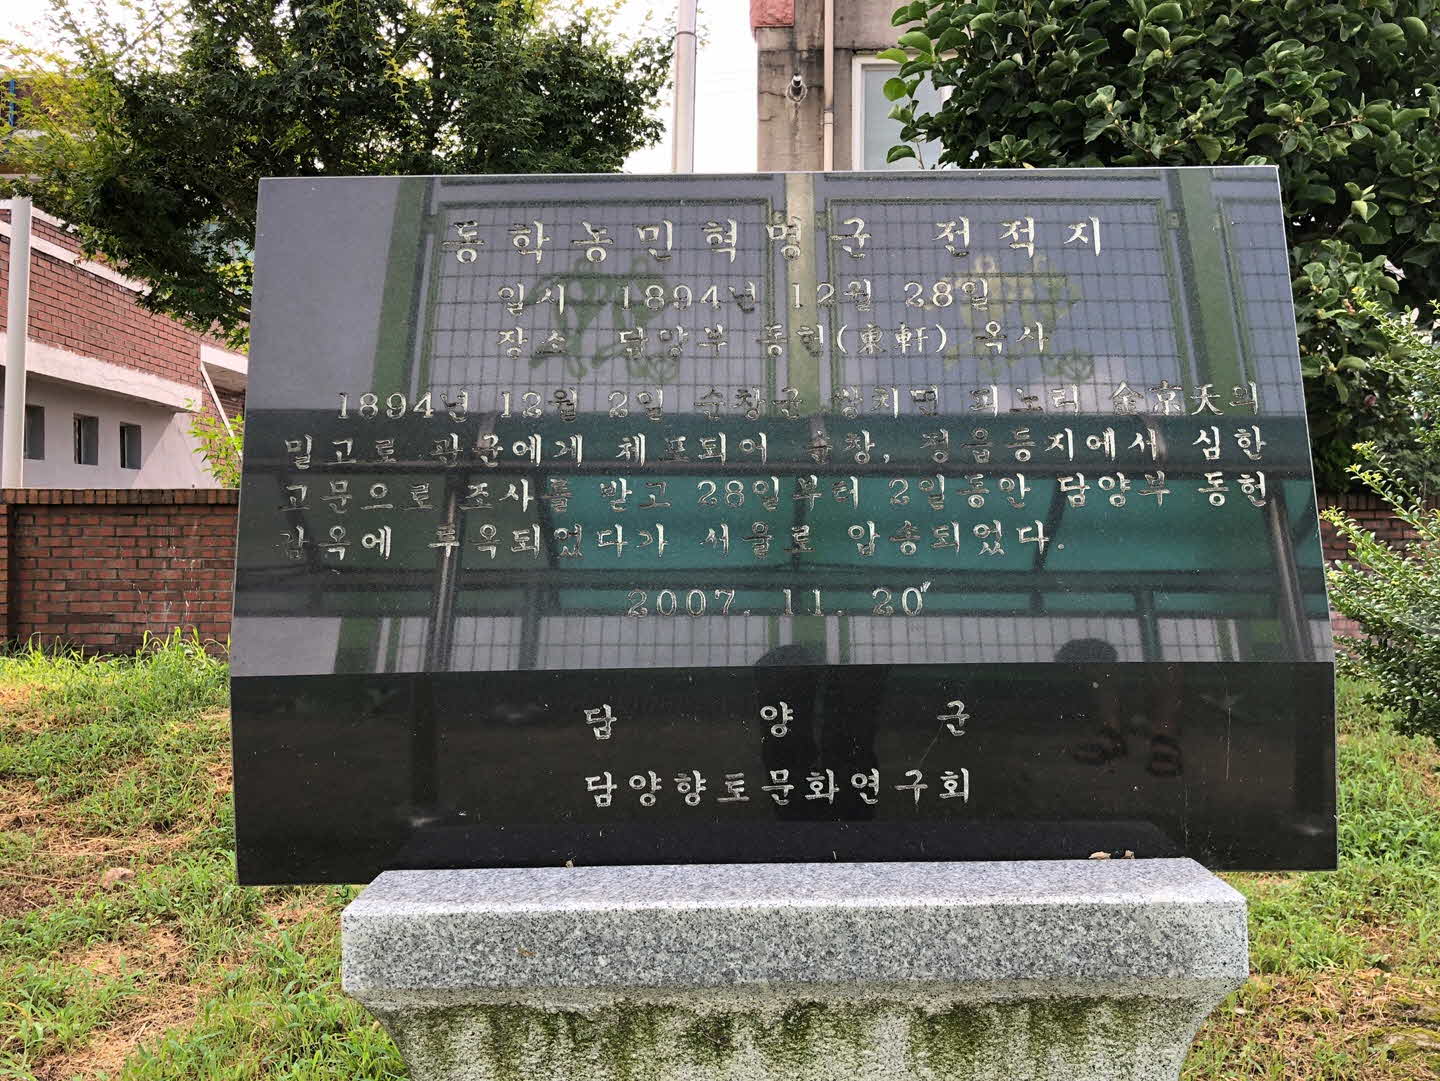 동학농민혁명군 전적지
일시 1894년 12월 28일
장소 담양부 동헌(東軒) 옥사
1894년 12월 2일 순창군 쌍치면 피노리 金京天의
밀고로 관군에게 체포되어 순창, 정읍등지에서 심한
고문으로 조사를 받고 28일부터 2일동안 담양부 동헌
감옥에 투옥되었다가 서울로 압송되었다.
2007. 11. 20
담 양 군
담양향토문화연구회